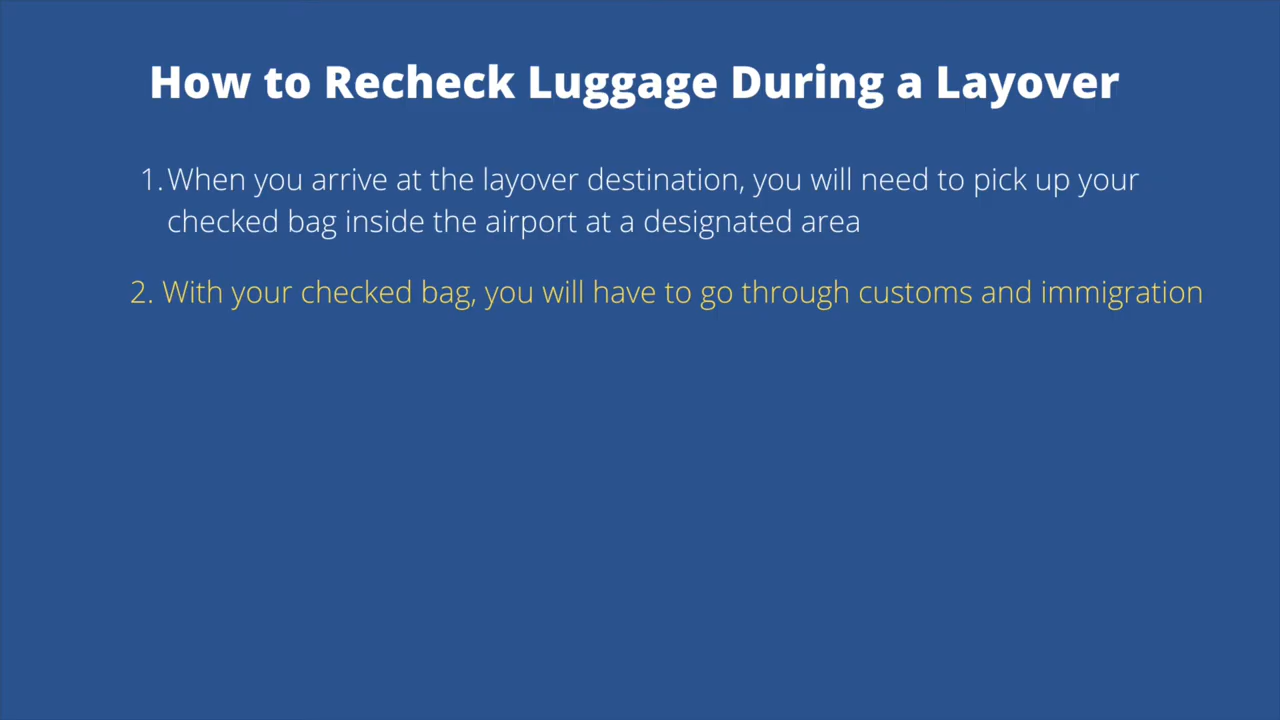 How to Recheck Luggage During a Layover
1. When you arrive at the layover destination, you will need to pick up your
checked bag inside the airport at a designated area
2. With your checked bag, you will have to go through customs and immigration